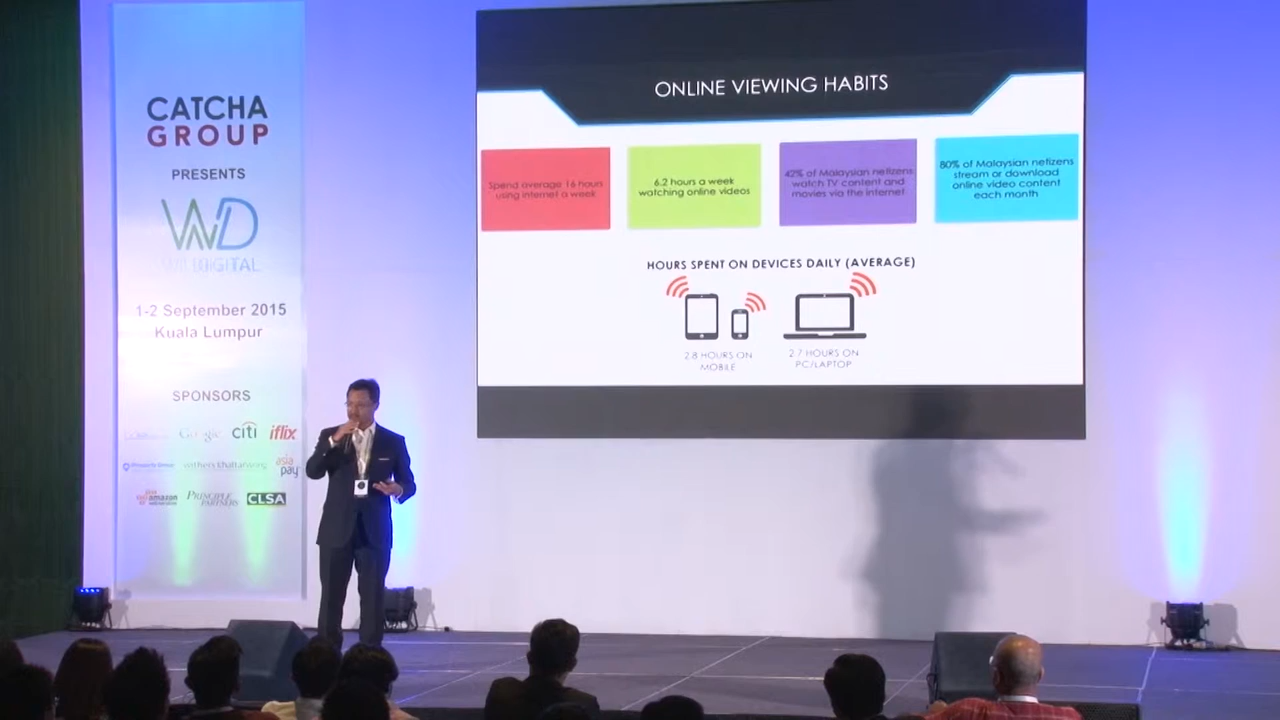 CATCHA
GROUP
PRESENTS
WD
WILD DIGITAL
1-2 September 2015
Kuala Lumpur
SPONSORS
Google
citi
iflix
asia
pay
amazon
PRINCIPLE
PARTNERS
CLSA
ONLINE VIEWING HABITS
Spend average 16 hours
using internet a week
6.2 hours a week
watching online videos
42% of Malaysian netizens
watch TV content and
movies via the internet
80% of Malaysian netizens
stream or download
online video content
each month
HOURS SPENT ON DEVICES DAILY (AVERAGE)
2.8 HOURS ON
MOBILE
2.7 HOURS ON
PC/LAPTOP